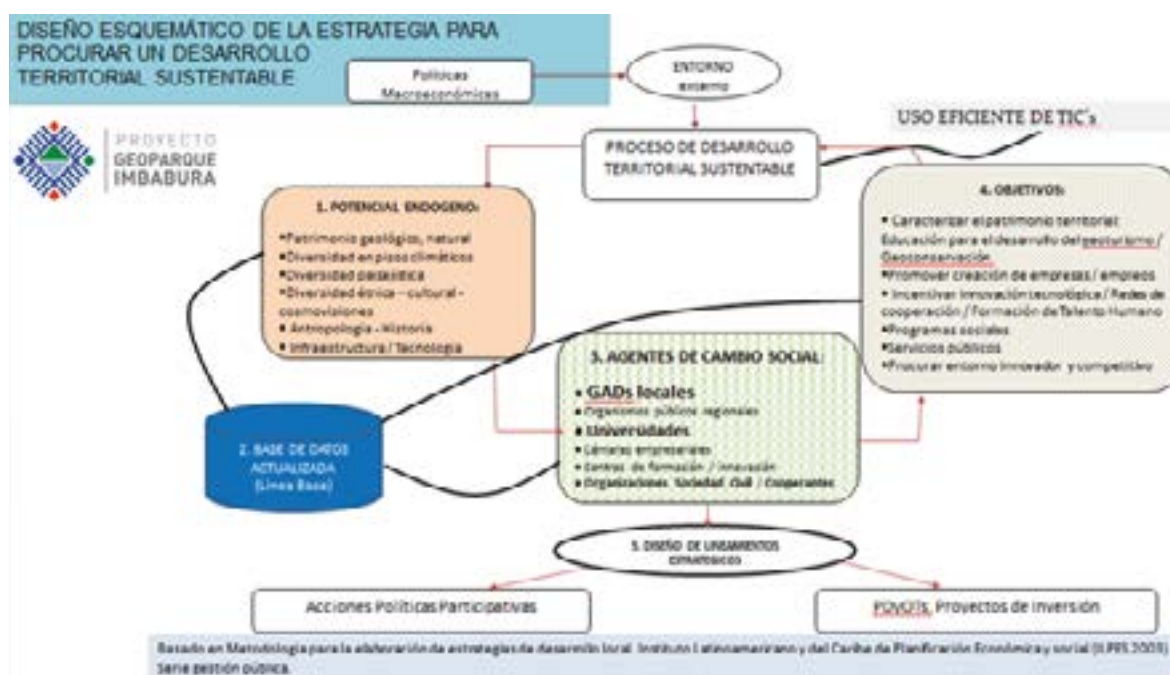 DISEÑO ESQUEMÁTICO DE LA ESTRATEGIA PARA
PROCURAR UN DESARROLLO
TERRITORIAL SUSTENTABLE
Políticas
Macroeconómicas
ENTORNO
externo
USO EFICIENTE DE TIC´s
PROYECTO
GEOPARQUE
IMBABURA
PROCESO DE DESARROLLO
TERRITORIAL SUSTENTABLE
1. POTENCIAL ENDOGENO:
•Patrimonio geológico, natural
•Diversidad en pisos climáticos
•Diversidad paisajística
•Diversidad étnica – cultural -
cosmovisiones
• Antropología - Historia
• Infraestructura / Tecnología
4. OBJETIVOS:
• Caracterizar el patrimonio territorial:
Educación para el desarrollo del geoturismo /
Geoconservación
•Promover creación de empresas / empleos
• Incentivar innovación tecnológica / Redes de
cooperación / Formación de Talento Humano
•Programas sociales
•Servicios públicos
•Procurar entorno innovador y competitivo
3. AGENTES DE CAMBIO SOCIAL:
• GADs locales
• Organismos públicos regionales
• Universidades
• Cámaras empresariales
• Centros de formación / innovación
• Organizaciones Sociedad Civil / Cooperantes
2. BASE DE DATOS
ACTUALIZADA
(Línea Base)
5. DISEÑO DE LINEAMIENTOS
ESTRATEGICOS
Acciones Políticas Participativas
PDyOTs, Proyectos de Inversión
Basado en Metodología para la elaboración de estrategias de desarrollo local. Instituto Latinoamericano y del Caribe de Planificación Económica y social (ILPES.2003)
Serie gestión pública.